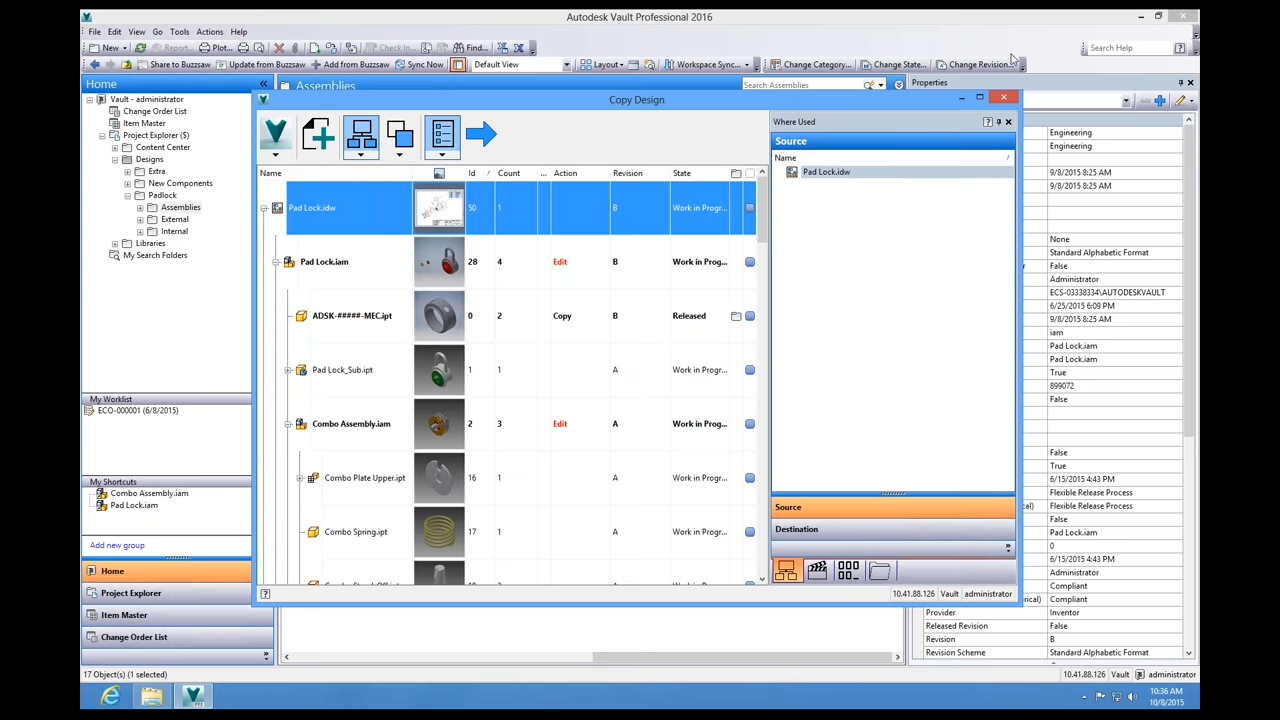 Autodesk Vault Professional 2016
File Edit View Go Tools Actions Help
New Report... Plot... Check In... Find... Search Help
Share to Buzzsaw Update from Buzzsaw Add from Buzzsaw Sync Now Default View Layout Workspace Sync... Change Category... Change State... Change Revision...
Home
Assemblies
Search Assemblies
Properties
Vault - administrator
Change Order List
Item Master
Project Explorer ($)
Content Center
Designs
Extra
New Components
Padlock
Assemblies
External
Internal
Libraries
My Search Folders
My Worklist
ECO-000001 (6/8/2015)
My Shortcuts
Combo Assembly.iam
Pad Lock.iam
Add new group
Home
Project Explorer
Item Master
Change Order List
Copy Design
Name Id Count ... Action Revision State
Pad Lock.idw 50 1 B Work in Progr...
Pad Lock.iam 28 4 Edit B Work in Prog...
ADSK-#####-MEC.ipt 0 2 Copy B Released
Pad Lock_Sub.ipt 1 1 A Work in Progr...
Combo Assembly.iam 2 3 Edit A Work in Prog...
Combo Plate Upper.ipt 16 1 A Work in Progr...
Combo Spring.ipt 17 1 A Work in Progr...
Where Used
Source
Name
Pad Lock.idw
Source
Destination
10.41.88.126 Vault administrator
Engineering
Engineering
9/8/2015 8:25 AM
9/8/2015 8:25 AM
None
Standard Alphabetic Format
False
Administrator
ECS-03338334\AUTODESKVAULT
6/25/2015 6:09 PM
9/8/2015 8:25 AM
iam
Pad Lock.iam
Pad Lock.iam
True
899072
False
False
True
6/15/2015 4:43 PM
Flexible Release Process
Flexible Release Process
False
Pad Lock.iam
0
6/15/2015 4:43 PM
Administrator
Compliant
Compliant
Provider Inventor
Released Revision False
Revision B
Revision Scheme Standard Alphabetic Format
17 Object(s) (1 selected)
10.41.88.126 Vault administrator
10:36 AM
10/8/2015